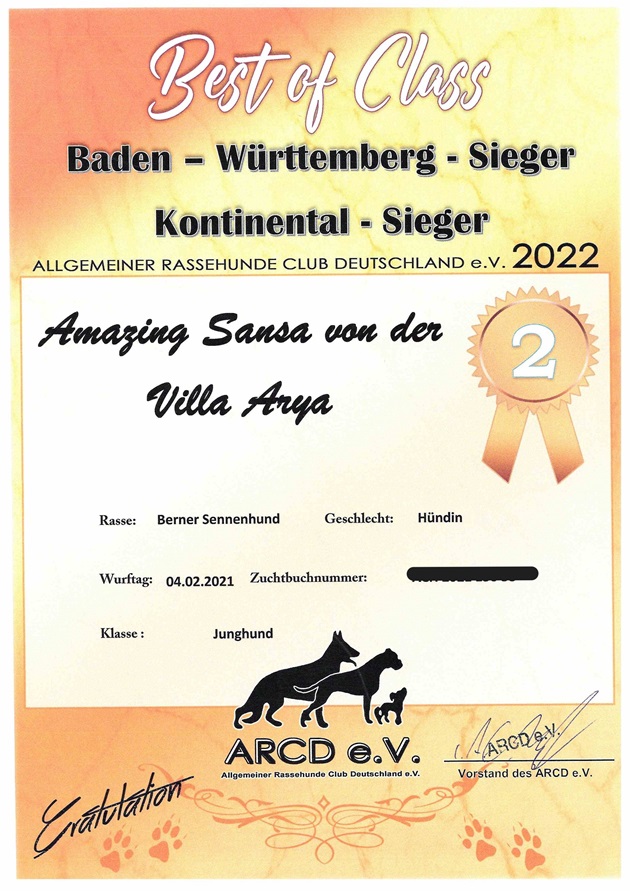 Best of Class
Baden – Württemberg - Sieger
Kontinental - Sieger
ALLGEMEINER RASSEHUNDE CLUB DEUTSCHLAND e.V. 2022
Amazing Sansa von der
Villa Arya
2
Rasse: Berner Sennenhund Geschlecht: Hündin
Wurftag: 04.02.2021 Zuchtbuchnummer:
Klasse : Junghund
ARCD e.V.
Allgemeiner Rassehunde Club Deutschland e.V.
ARCD e.V.
Vorstand des ARCD e.V.
Gratulation